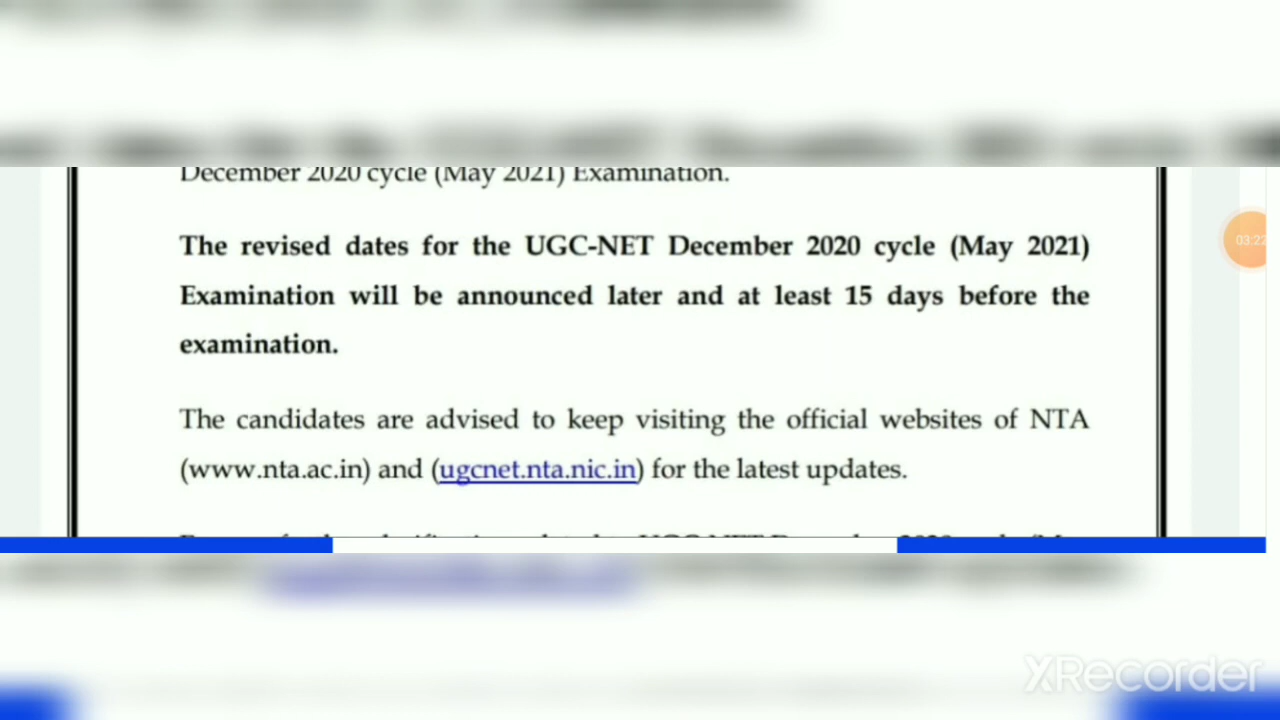 December 2020 cycle (May 2021) Examination.
The revised dates for the UGC-NET December 2020 cycle (May 2021)
Examination will be announced later and at least 15 days before the
examination.
The candidates are advised to keep visiting the official websites of NTA
(www.nta.ac.in) and (ugcnet.nta.nic.in) for the latest updates.
03:22
XRecorder